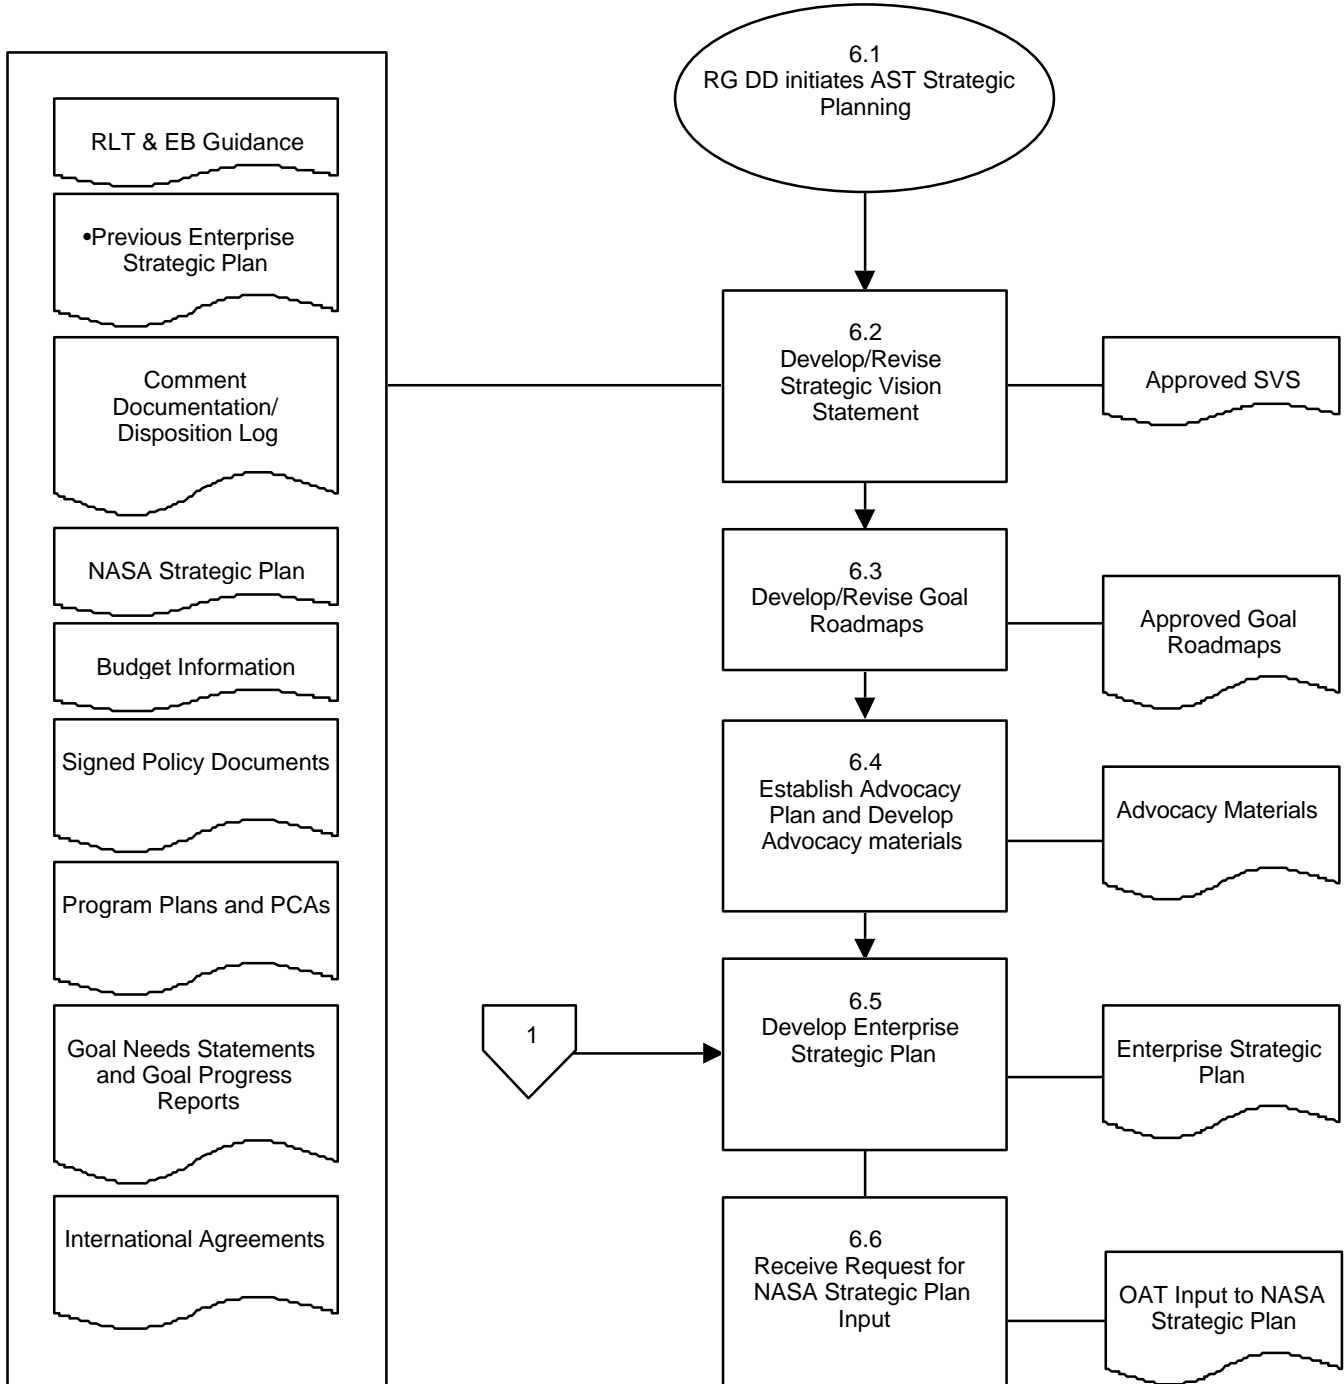 RLT & EB Guidance
•Previous Enterprise
Strategic Plan
Comment
Documentation/
Disposition Log
NASA Strategic Plan
Budget Information
Signed Policy Documents
Program Plans and PCAs
Goal Needs Statements
and Goal Progress
Reports
International Agreements
6.1
RG DD initiates AST Strategic
Planning
6.2
Develop/Revise
Strategic Vision
Statement
Approved SVS
6.3
Develop/Revise Goal
Roadmaps
Approved Goal
Roadmaps
6.4
Establish Advocacy
Plan and Develop
Advocacy materials
Advocacy Materials
1
6.5
Develop Enterprise
Strategic Plan
Enterprise Strategic
Plan
6.6
Receive Request for
NASA Strategic Plan
Input
OAT Input to NASA
Strategic Plan